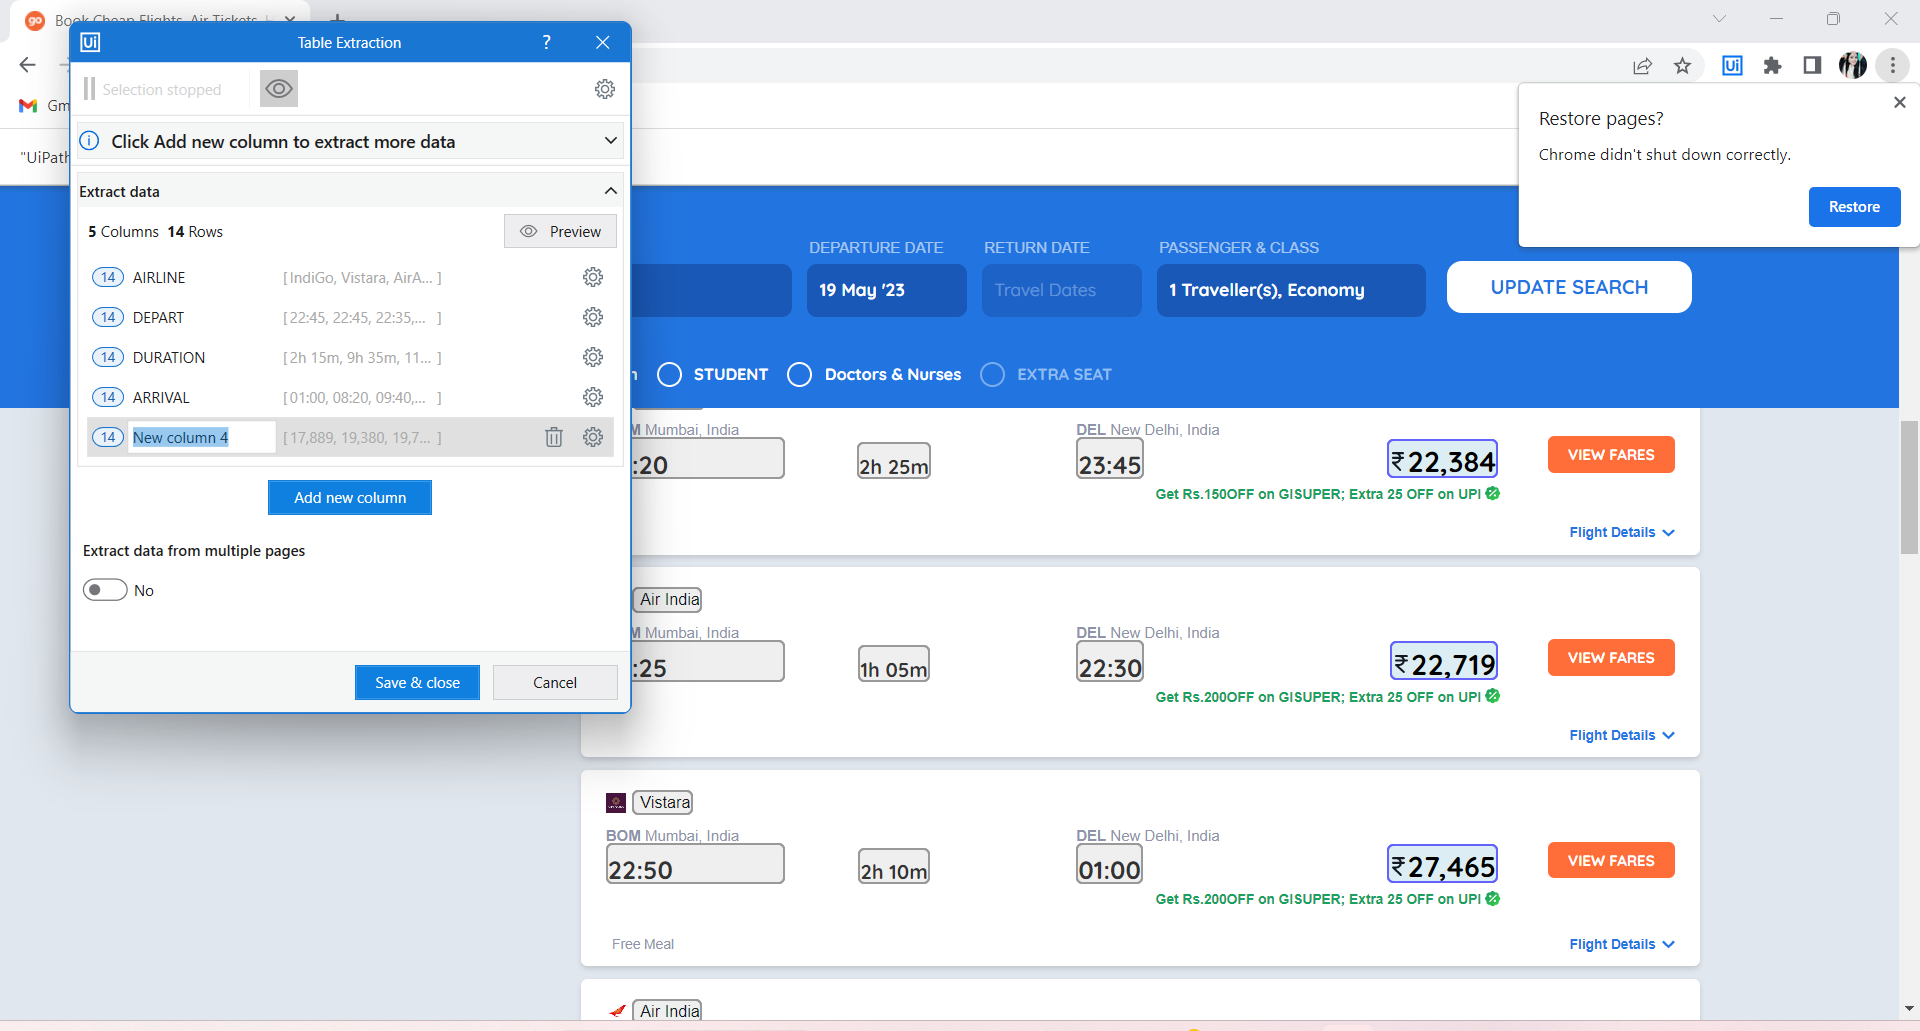 go Book Cheap Flights, Air Tickets
Ui Table Extraction ?
Selection stopped
Ui
Gm
Click Add new column to extract more data
"UiPath
Restore pages?
Chrome didn't shut down correctly.
Restore
Extract data
5 Columns 14 Rows
Preview
14 AIRLINE [ IndiGo, Vistara, AirA... ]
14 DEPART [ 22:45, 22:45, 22:35,... ]
14 DURATION [ 2h 15m, 9h 35m, 11... ]
14 ARRIVAL [ 01:00, 08:20, 09:40,... ]
14 New column 4 [ 17,889, 19,380, 19,7... ]
Add new column
Extract data from multiple pages
No
Save & close Cancel
DEPARTURE DATE RETURN DATE PASSENGER & CLASS
19 May '23 Travel Dates 1 Traveller(s), Economy UPDATE SEARCH
n STUDENT Doctors & Nurses EXTRA SEAT
M Mumbai, India DEL New Delhi, India
:20 2h 25m 23:45 ₹22,384 VIEW FARES
Get Rs.150OFF on GISUPER; Extra 25 OFF on UPI
Flight Details
Air India
M Mumbai, India DEL New Delhi, India
:25 1h 05m 22:30 ₹22,719 VIEW FARES
Get Rs.200OFF on GISUPER; Extra 25 OFF on UPI
Flight Details
Vistara
BOM Mumbai, India DEL New Delhi, India
22:50 2h 10m 01:00 ₹27,465 VIEW FARES
Get Rs.200OFF on GISUPER; Extra 25 OFF on UPI
Free Meal Flight Details
Air India